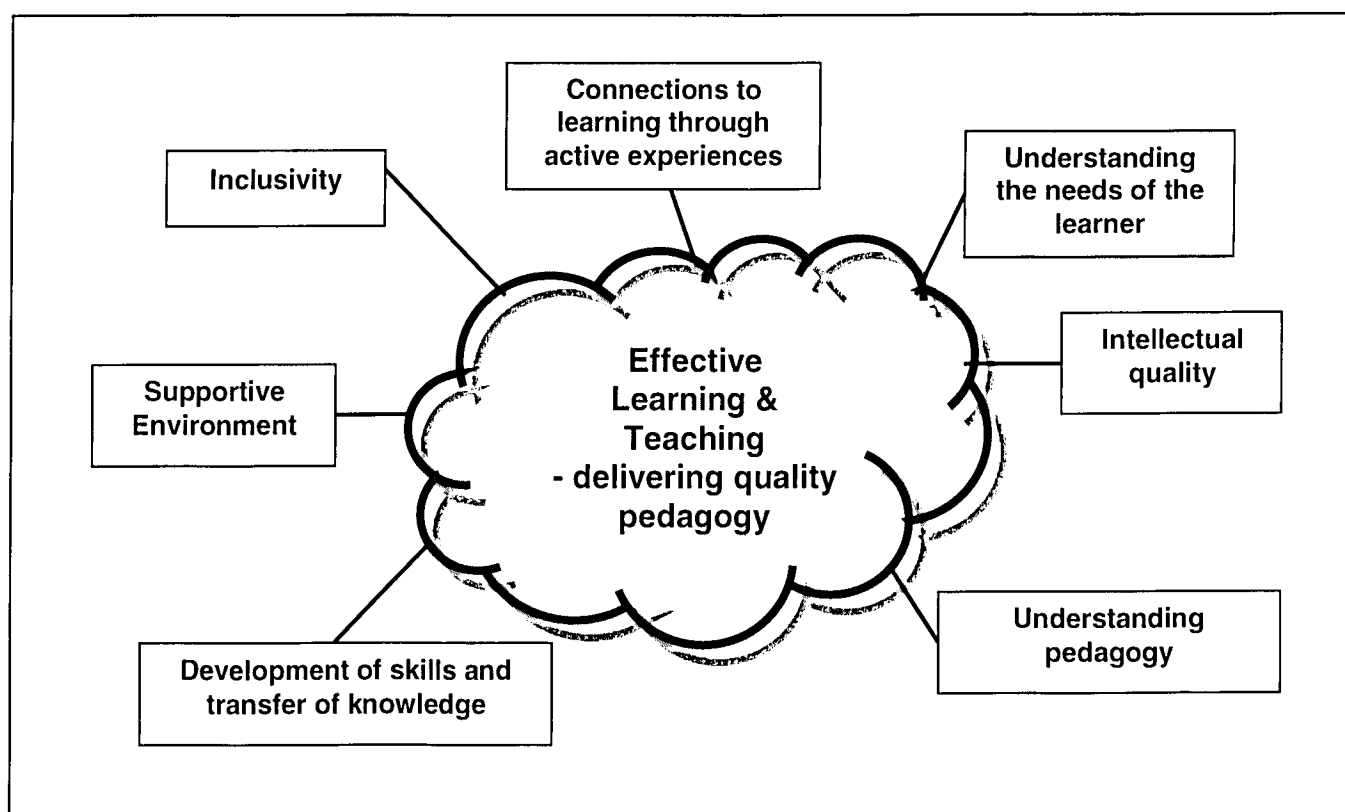 Connections to
learning through
active experiences
Inclusivity
Understanding
the needs of the
learner
Intellectual
quality
Supportive
Environment
Effective
Learning &
Teaching
- delivering quality
pedagogy
Understanding
pedagogy
Development of skills and
transfer of knowledge